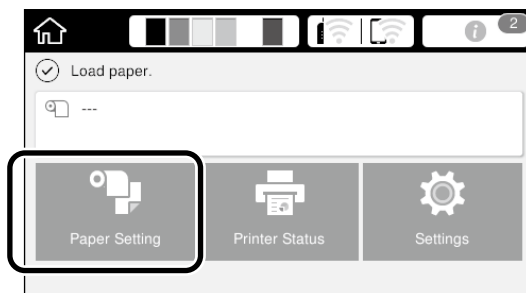 2
Load paper.
---
Paper Setting
Printer Status
Settings